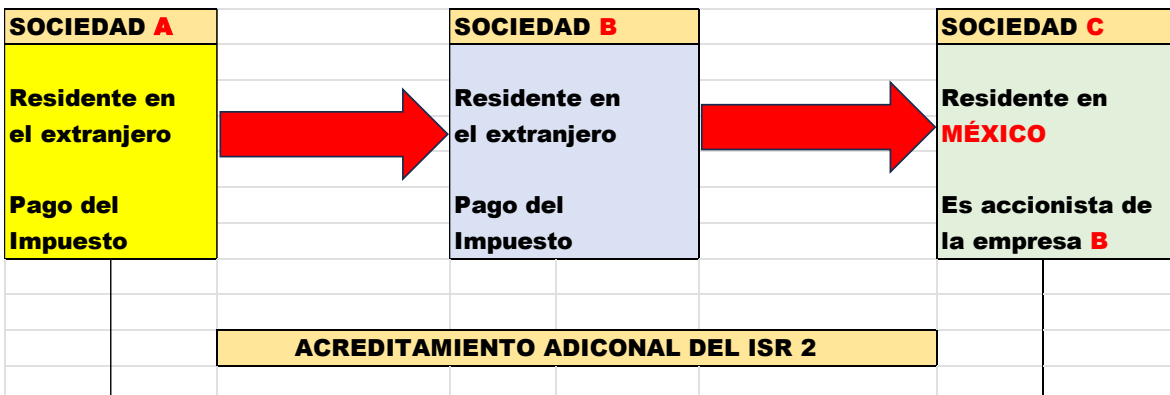 SOCIEDAD A
Residente en
el extranjero
Pago del
Impuesto
SOCIEDAD B
Residente en
el extranjero
Pago del
Impuesto
SOCIEDAD C
Residente en
MÉXICO
Es accionista de
la empresa B
ACREDITAMIENTO ADICONAL DEL ISR 2